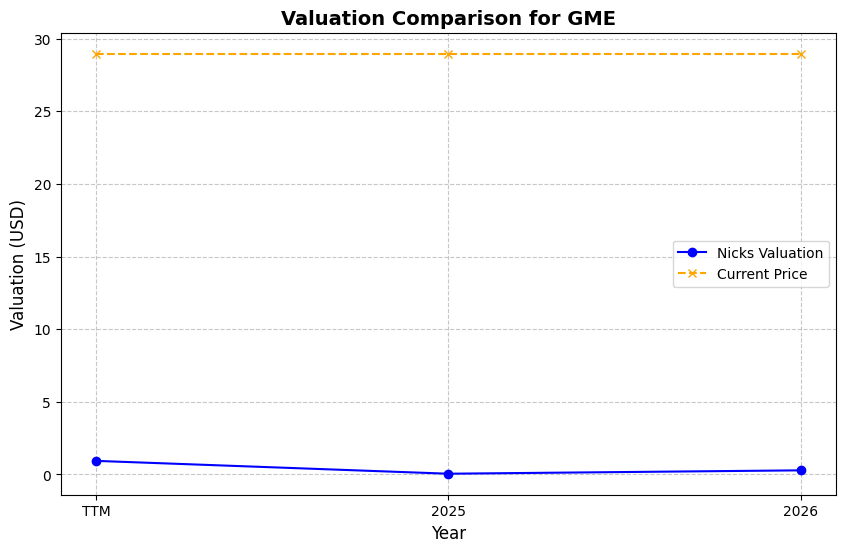 Valuation Comparison for GME
Valuation (USD)
30
25
20
15
10
5
0
Nicks Valuation
Current Price
TTM
2025
2026
Year